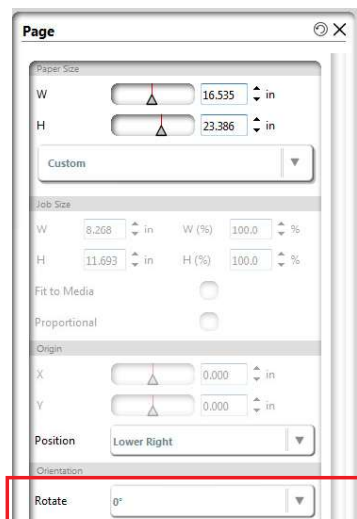 Page
Paper Size
W 16.535 in
H 23.386 in
Custom
Job Size
W 8.268 in W (%) 100.0 %
H 11.693 in H (%) 100.0 %
Fit to Media
Proportional
Origin
X 0.000 in
Y 0.000 in
Position Lower Right
Orientation
Rotate 0°